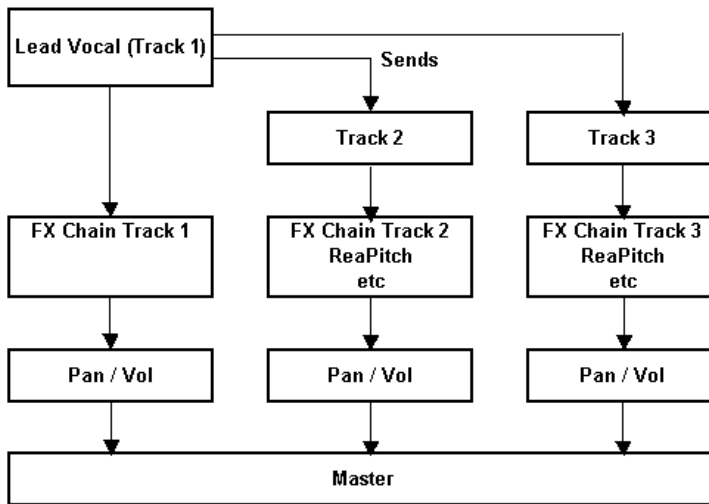 Lead Vocal (Track 1)
Sends
Track 2
Track 3
FX Chain Track 1
FX Chain Track 2
ReaPitch
etc
FX Chain Track 3
ReaPitch
etc
Pan / Vol
Pan / Vol
Pan / Vol
Master